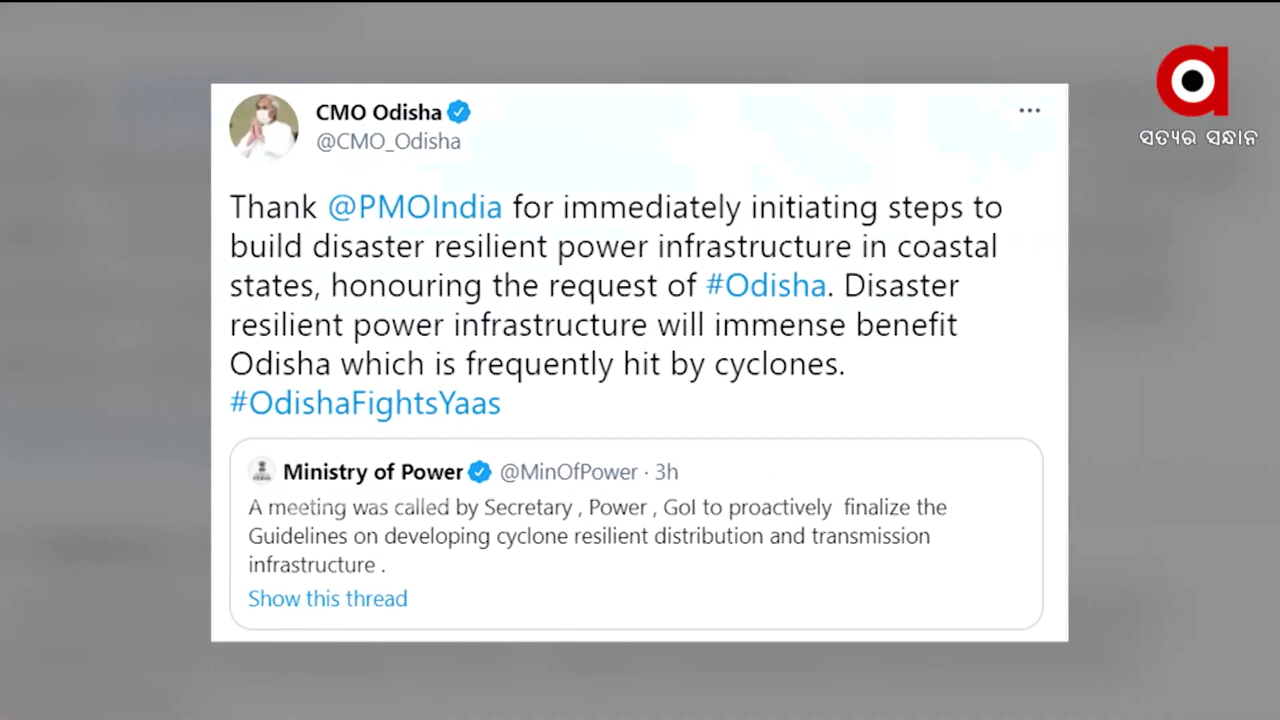 CMO Odisha
@CMO_Odisha
ସତ୍ୟର ସନ୍ଧାନ
Thank @PMOIndia for immediately initiating steps to
build disaster resilient power infrastructure in coastal
states, honouring the request of #Odisha. Disaster
resilient power infrastructure will immense benefit
Odisha which is frequently hit by cyclones.
#OdishaFightsYaas
Ministry of Power @MinOfPower · 3h
A meeting was called by Secretary , Power , GoI to proactively finalize the
Guidelines on developing cyclone resilient distribution and transmission
infrastructure .
Show this thread